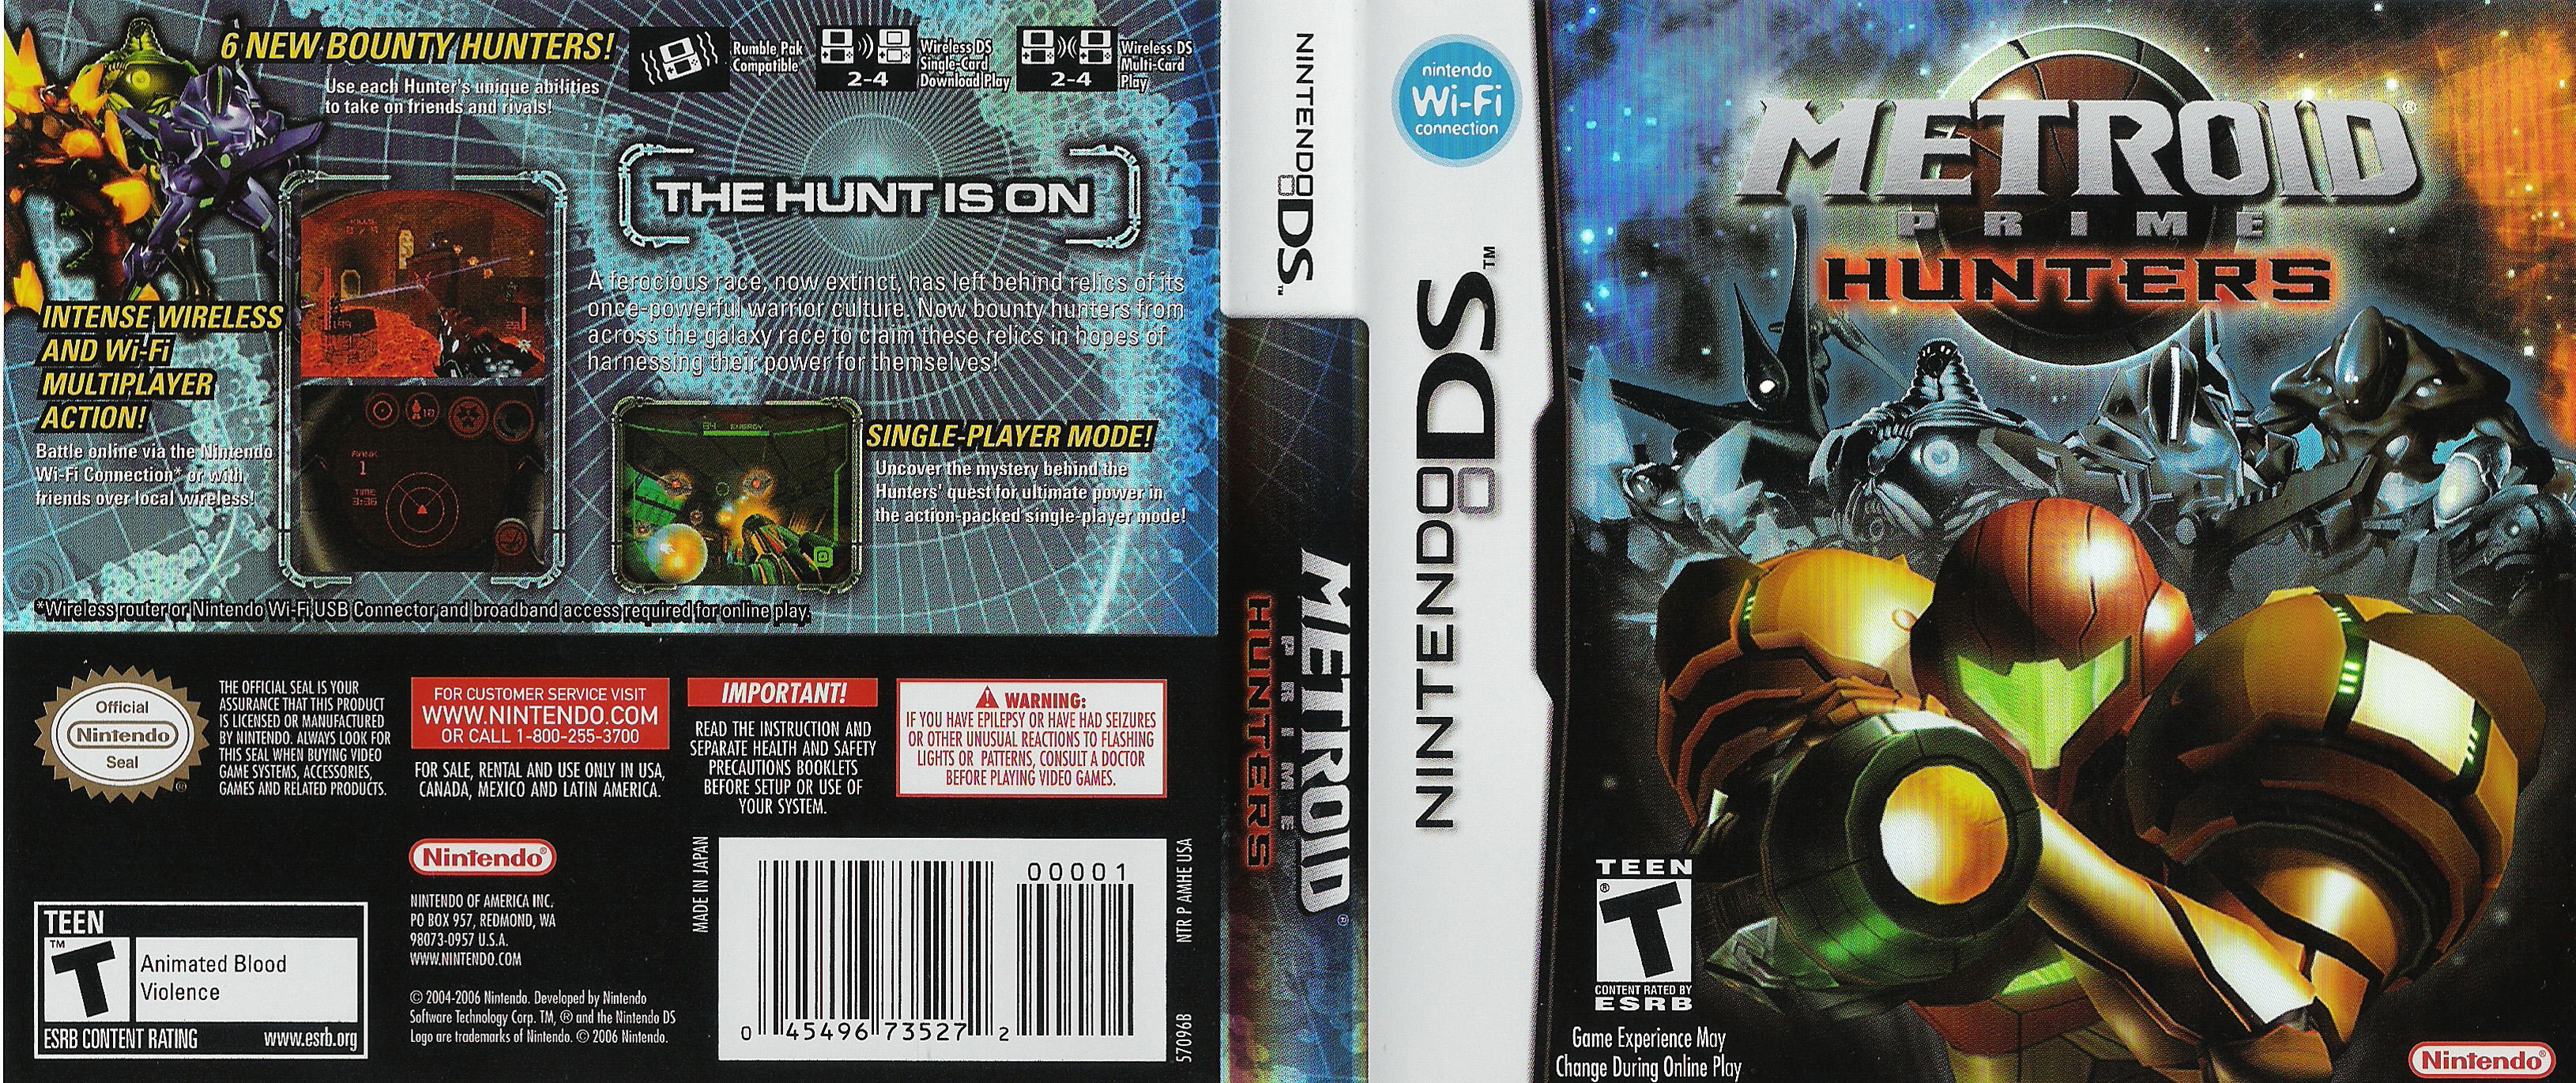 6 NEW BOUNTY HUNTERS!
Use each Hunter's unique abilities
to take on friends and rivals!
Rumble Pak
Compatible
2-4
Wireless DS
Single-Card
Download Play
2-4
Wireless DS
Multi-Card
Play
THE HUNT IS ON
A ferocious race, now extinct, has left behind relics of its
once-powerful warrior culture. Now bounty hunters from
across the galaxy race to claim these relics in hopes of
harnessing their power for themselves!
INTENSE WIRELESS
AND Wi-Fi
MULTIPLAYER
ACTION!
Battle online via the Nintendo
Wi-Fi Connection* or with
friends over local wireless!
RANK
1
TIME
3:36
10
84 ENERGY
SINGLE-PLAYER MODE!
Uncover the mystery behind the
Hunters' quest for ultimate power in
the action-packed single-player mode!
*Wireless router or Nintendo Wi-Fi USB Connector and broadband access required for online play.
Official
Nintendo
Seal
®
THE OFFICIAL SEAL IS YOUR
ASSURANCE THAT THIS PRODUCT
IS LICENSED OR MANUFACTURED
BY NINTENDO. ALWAYS LOOK FOR
THIS SEAL WHEN BUYING VIDEO
GAME SYSTEMS, ACCESSORIES,
GAMES AND RELATED PRODUCTS.
FOR CUSTOMER SERVICE VISIT
WWW.NINTENDO.COM
OR CALL 1-800-255-3700
FOR SALE, RENTAL AND USE ONLY IN USA,
CANADA, MEXICO AND LATIN AMERICA.
IMPORTANT!
READ THE INSTRUCTION AND
SEPARATE HEALTH AND SAFETY
PRECAUTIONS BOOKLETS
BEFORE SETUP OR USE OF
YOUR SYSTEM.
WARNING:
IF YOU HAVE EPILEPSY OR HAVE HAD SEIZURES
OR OTHER UNUSUAL REACTIONS TO FLASHING
LIGHTS OR PATTERNS, CONSULT A DOCTOR
BEFORE PLAYING VIDEO GAMES.
TEEN
T
TM
Animated Blood
Violence
ESRB CONTENT RATING www.esrb.org
Nintendo®
NINTENDO OF AMERICA INC.
PO BOX 957, REDMOND, WA
98073-0957 U.S.A.
WWW.NINTENDO.COM
© 2004-2006 Nintendo. Developed by Nintendo
Software Technology Corp. TM, ® and the Nintendo DS
Logo are trademarks of Nintendo. © 2006 Nintendo.
MADE IN JAPAN
00001
0 45496 73527 2
NTR P AMHE USA
57096B
NINTENDO DS™
METROID®
PRIME
HUNTERS
nintendo
Wi-Fi
connection
NINTENDO DS™
METROID®
PRIME
HUNTERS
TEEN
T
®
CONTENT RATED BY
ESRB
Game Experience May
Change During Online Play
Nintendo®